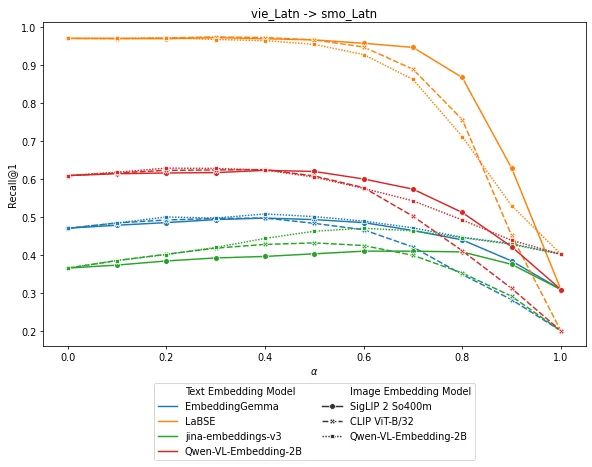 vie_Latn -> smo_Latn
1.0
0.9
0.8
0.7
0.6
0.5
0.4
0.3
0.2
Recall@1
0.0 0.2 0.4 0.6 0.8 1.0
α
Text Embedding Model Image Embedding Model
EmbeddingGemma SigLIP 2 So400m
LaBSE CLIP ViT-B/32
jina-embeddings-v3 Qwen-VL-Embedding-2B
Qwen-VL-Embedding-2B